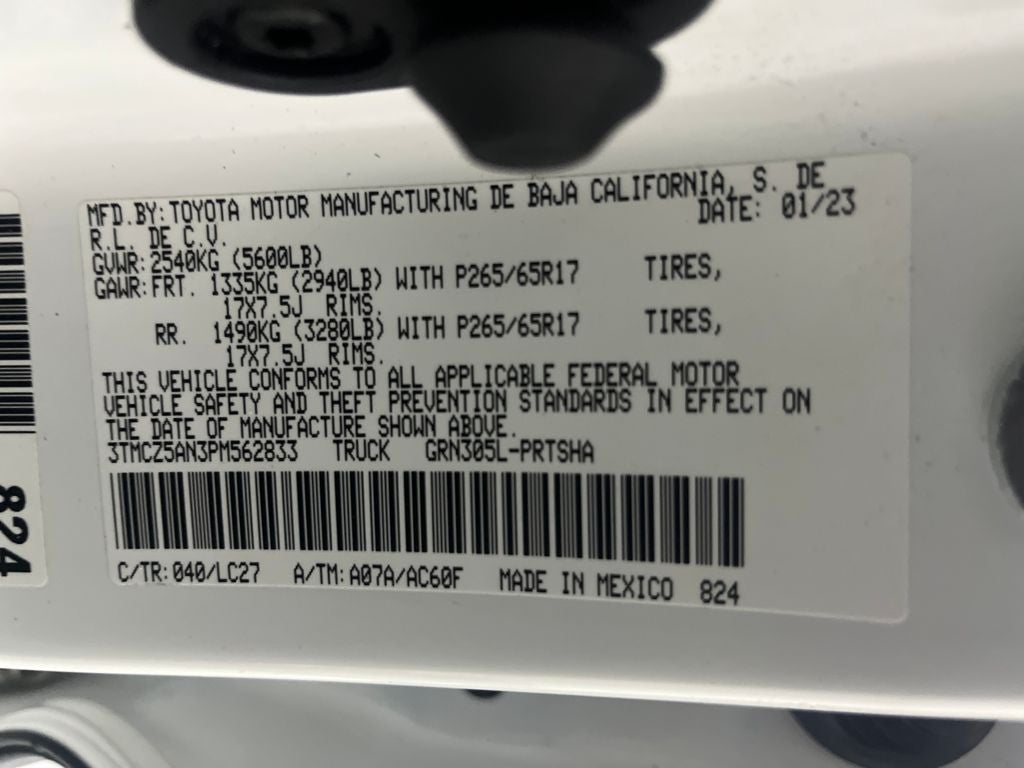 MFD.BY:TOYOTA MOTOR MANUFACTURING DE BAJA CALIFORNIA, S. DE
R.L. DE C.V. DATE: 01/23
GVWR:2540KG (5600LB)
GAWR:FRT. 1335KG (2940LB) WITH P265/65R17 TIRES,
17X7.5J RIMS.
RR. 1490KG (3280LB) WITH P265/65R17 TIRES,
17X7.5J RIMS.
THIS VEHICLE CONFORMS TO ALL APPLICABLE FEDERAL MOTOR
VEHICLE SAFETY AND THEFT PREVENTION STANDARDS IN EFFECT ON
THE DATE OF MANUFACTURE SHOWN ABOVE.
3TMCZ5AN3PM562833 TRUCK GRN305L-PRTSHA
C/TR:040/LC27 A/TM:A07A/AC60F MADE IN MEXICO 824
824